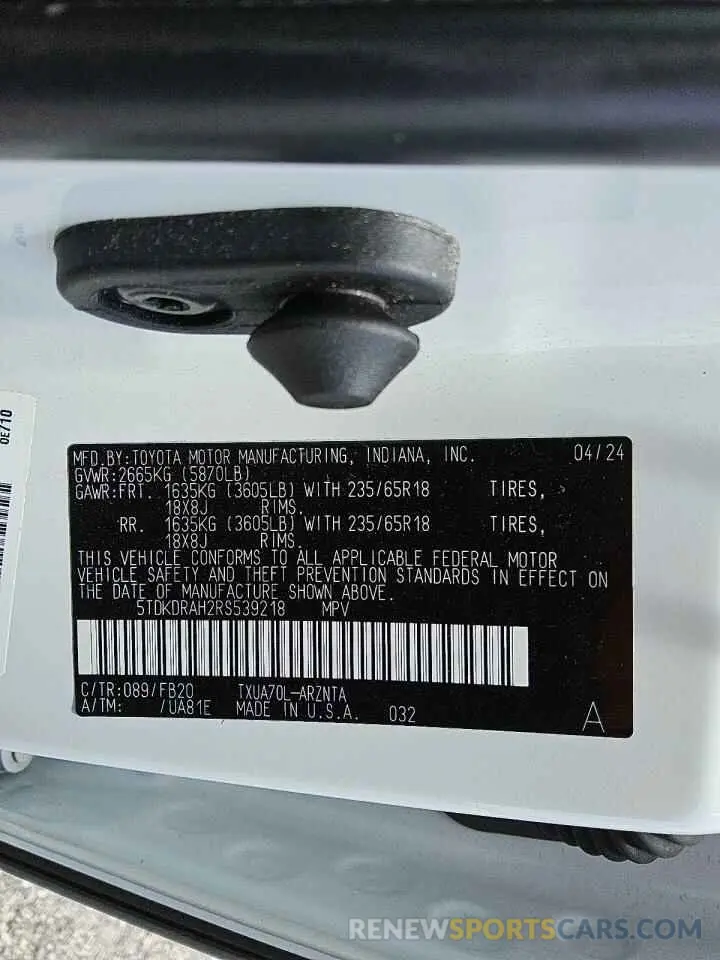 OE/10
MFD.BY:TOYOTA MOTOR MANUFACTURING, INDIANA, INC. 04/24
GVWR:2665KG (5870LB)
GAWR:FRT. 1635KG (3605LB) WITH 235/65R18 TIRES,
18X8J RIMS.
RR. 1635KG (3605LB) WITH 235/65R18 TIRES,
18X8J RIMS.
THIS VEHICLE CONFORMS TO ALL APPLICABLE FEDERAL MOTOR
VEHICLE SAFETY AND THEFT PREVENTION STANDARDS IN EFFECT ON
THE DATE OF MANUFACTURE SHOWN ABOVE.
5TDKDRAH2RS539218 MPV
C/TR:089/FB20 TXUA70L-ARZNTA
A/TM: /UA81E MADE IN U.S.A. 032 A
RENEWSPORTSCARS.COM